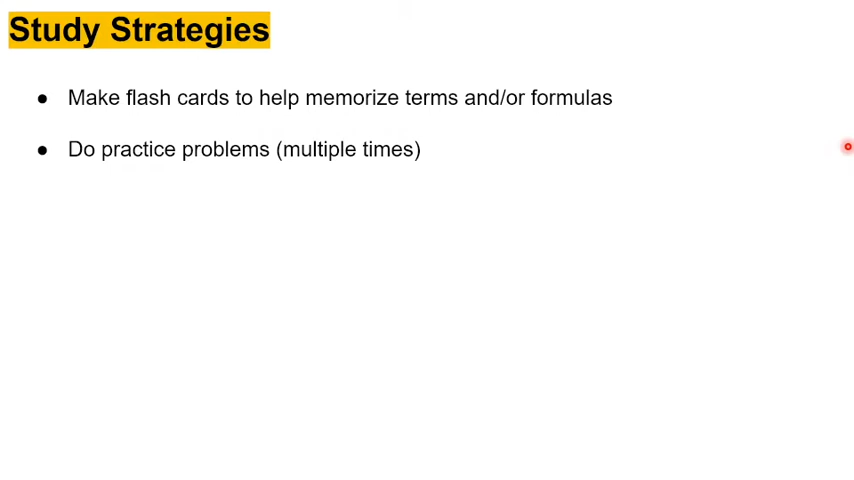 Study Strategies
● Make flash cards to help memorize terms and/or formulas
● Do practice problems (multiple times)